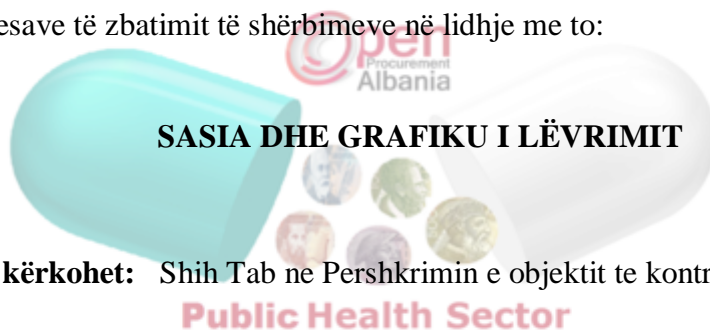 esave të zbatimit të shërbimeve në lidhje me to:
Open
Procurement
Albania
SASIA DHE GRAFIKU I LËVRIMIT
kërkohet: Shih Tab ne Pershkrimin e objektit te kontr
Public Health Sector